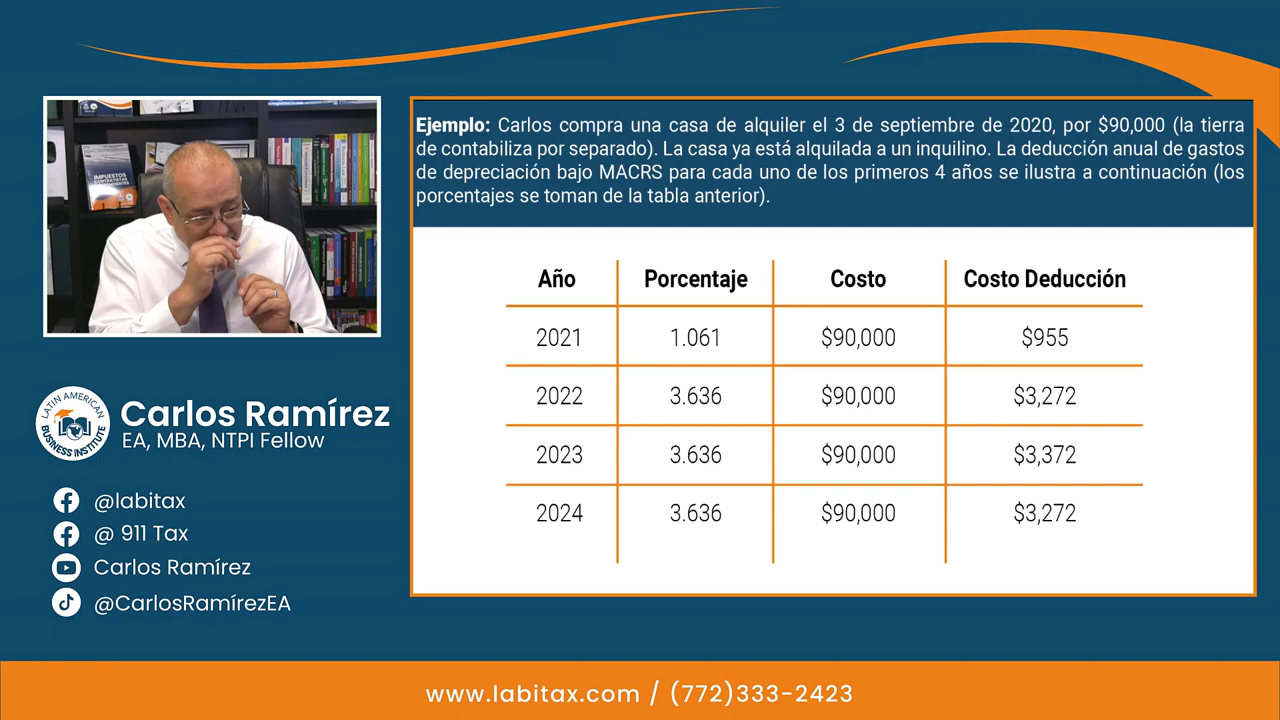 Ejemplo: Carlos compra una casa de alquiler el 3 de septiembre de 2020, por $90,000 (la tierra
de contabiliza por separado). La casa ya está alquilada a un inquilino. La deducción anual de gastos
de depreciación bajo MACRS para cada uno de los primeros 4 años se ilustra a continuación (los
porcentajes se toman de la tabla anterior).
Año Porcentaje Costo Costo Deducción
2021 1.061 $90,000 $955
2022 3.636 $90,000 $3,272
2023 3.636 $90,000 $3,372
2024 3.636 $90,000 $3,272
IMPUESTOS
LATIN AMERICAN
BUSINESS INSTITUTE
Carlos Ramírez
EA, MBA, NTPI Fellow
@labitax
@ 911 Tax
Carlos Ramírez
@CarlosRamírezEA
www.labitax.com / (772)333-2423